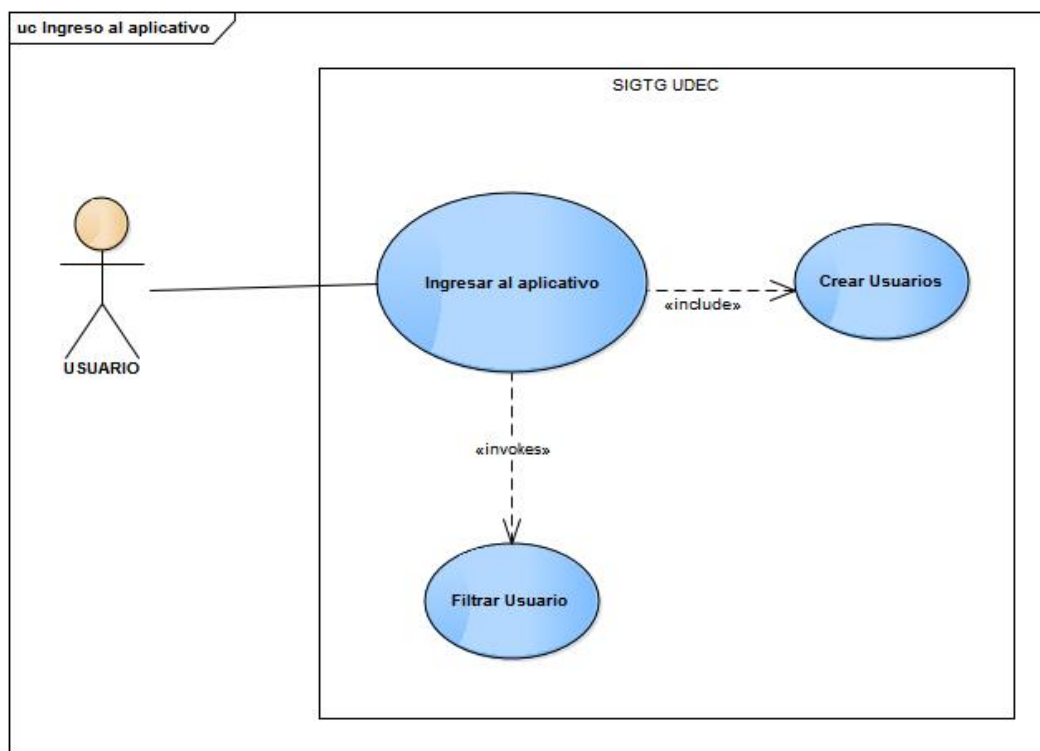 uc Ingreso al aplicativo
SIGTG UDEC
Ingresar al aplicativo
Crear Usuarios
«include»
USUARIO
«invokes»
Filtrar Usuario